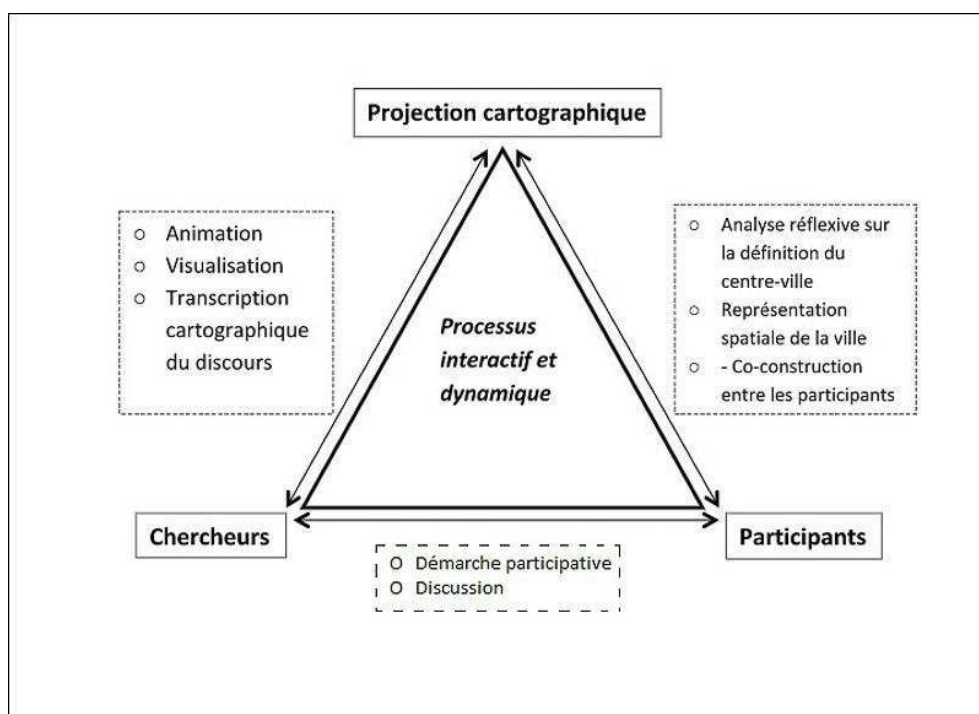 Projection cartographique
○ Animation
○ Visualisation
○ Transcription
cartographique
du discours
○ Analyse réflexive sur
la définition du
centre-ville
○ Représentation
spatiale de la ville
○ - Co-construction
entre les participants
Processus
interactif et
dynamique
Chercheurs
Participants
○ Démarche participative
○ Discussion